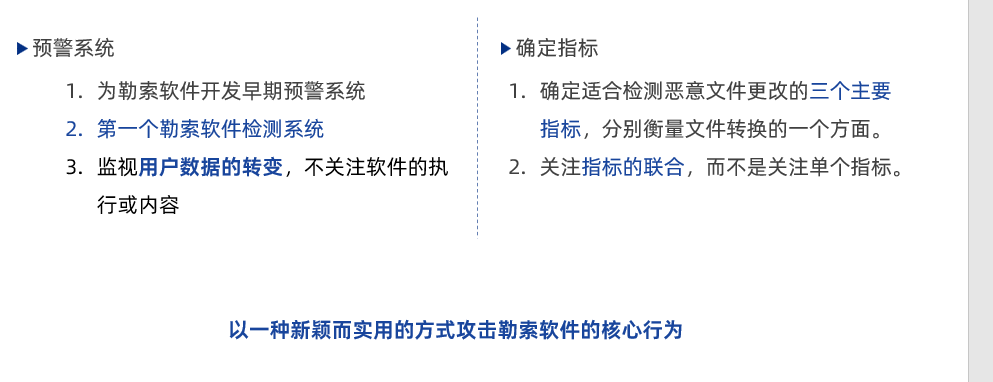 ▶预警系统
1. 为勒索软件开发早期预警系统
2. 第一个勒索软件检测系统
3. 监视用户数据的转变，不关注软件的执
行或内容
▶确定指标
1. 确定适合检测恶意文件更改的三个主要
指标，分别衡量文件转换的一个方面。
2. 关注指标的联合，而不是关注单个指标。
以一种新颖而实用的方式攻击勒索软件的核心行为